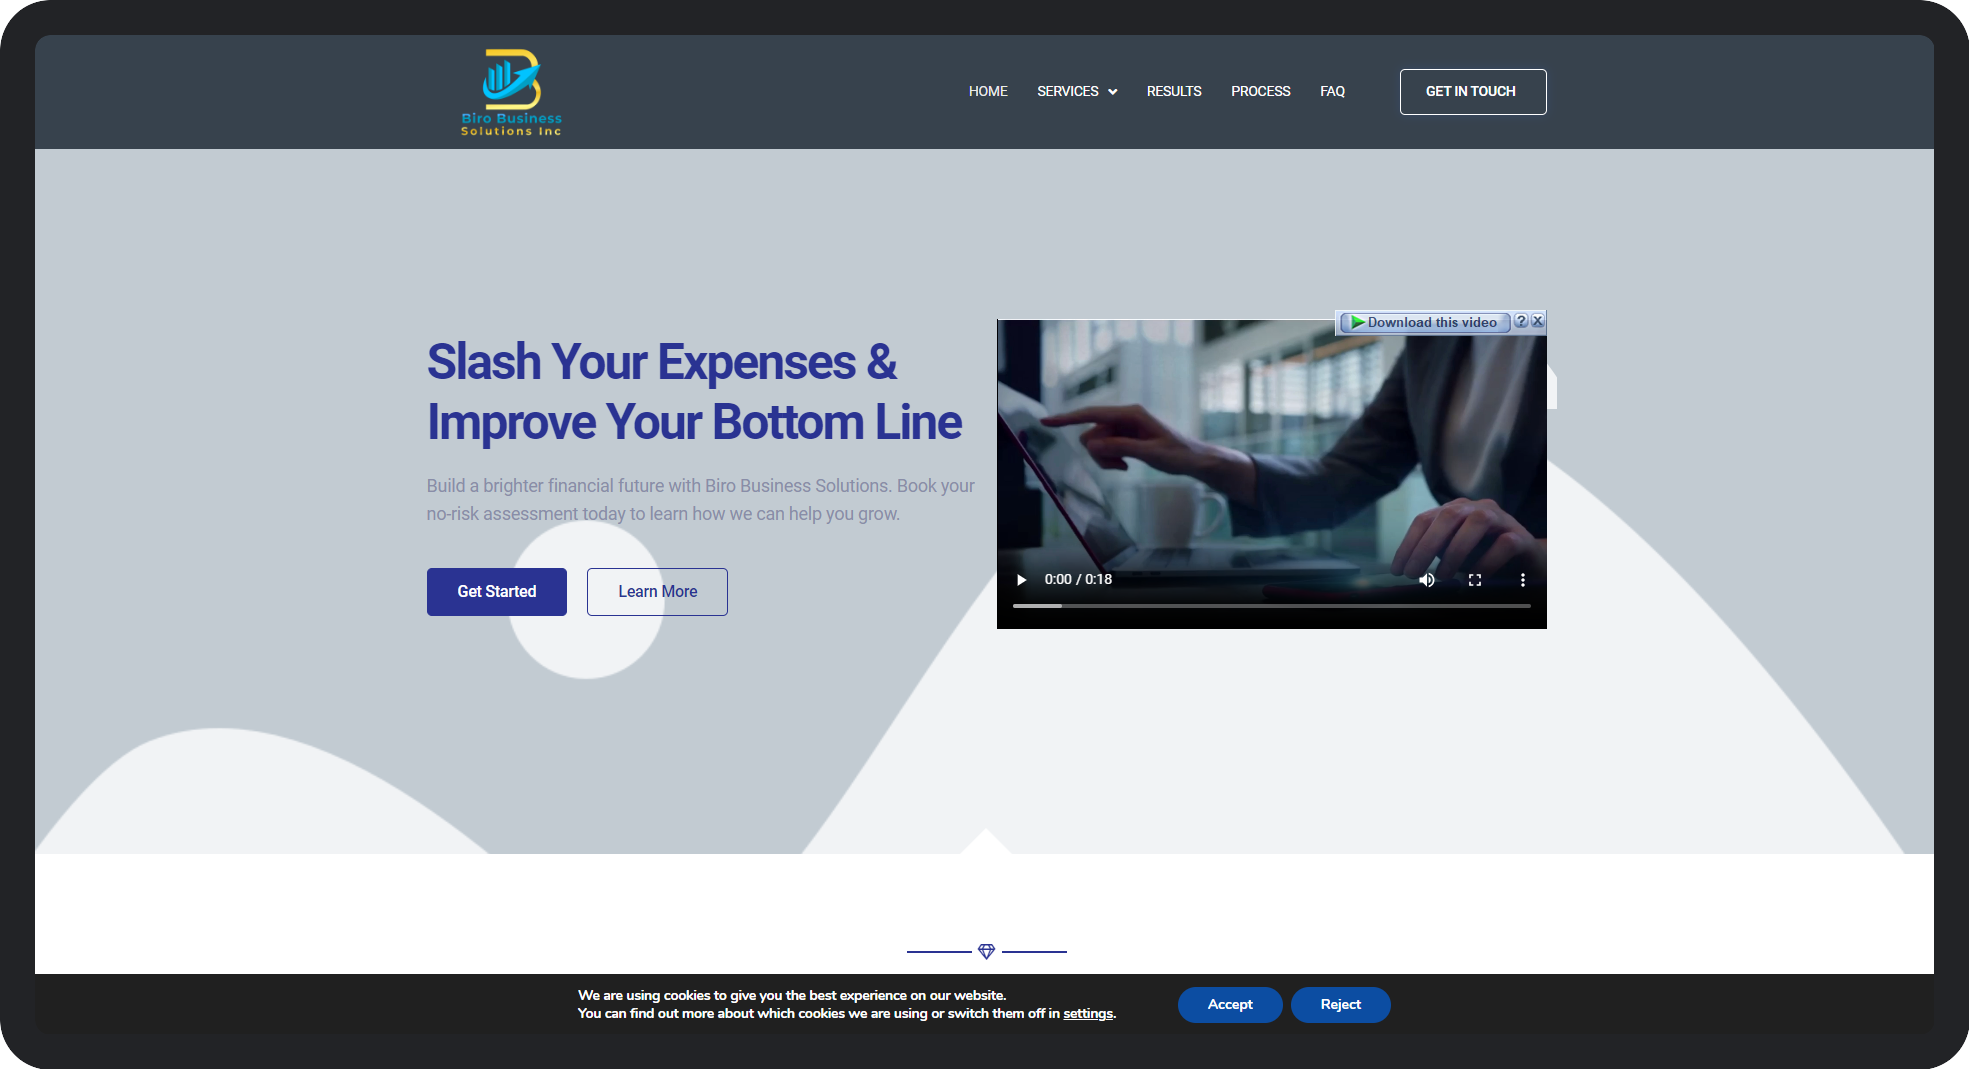 Biro Business
Solutions Inc
HOME
SERVICES
RESULTS
PROCESS
FAQ
GET IN TOUCH
Slash Your Expenses &
Improve Your Bottom Line
Build a brighter financial future with Biro Business Solutions. Book your
no-risk assessment today to learn how we can help you grow.
Get Started
Learn More
Download this video
?
X
0:00 / 0:18
We are using cookies to give you the best experience on our website.
You can find out more about which cookies we are using or switch them off in settings.
Accept
Reject